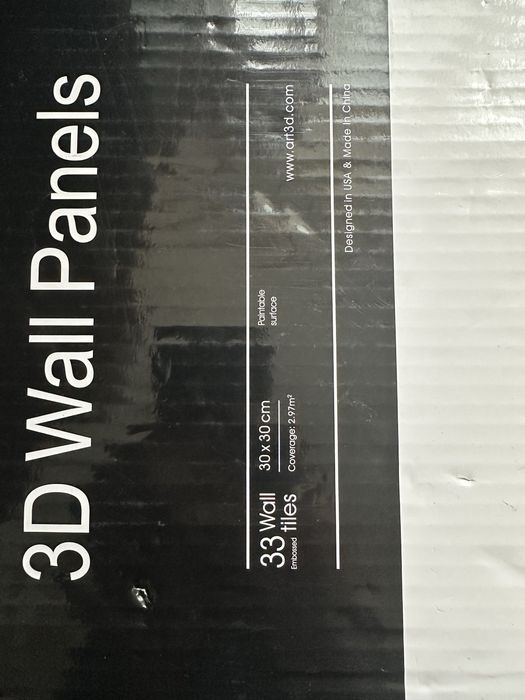 3D Wall Panels
33 Wall tiles
Embossed
30 x 30 cm
Coverage: 2.97m²
Paintable
surface
www.art3d.com
Designed in USA & Made In China